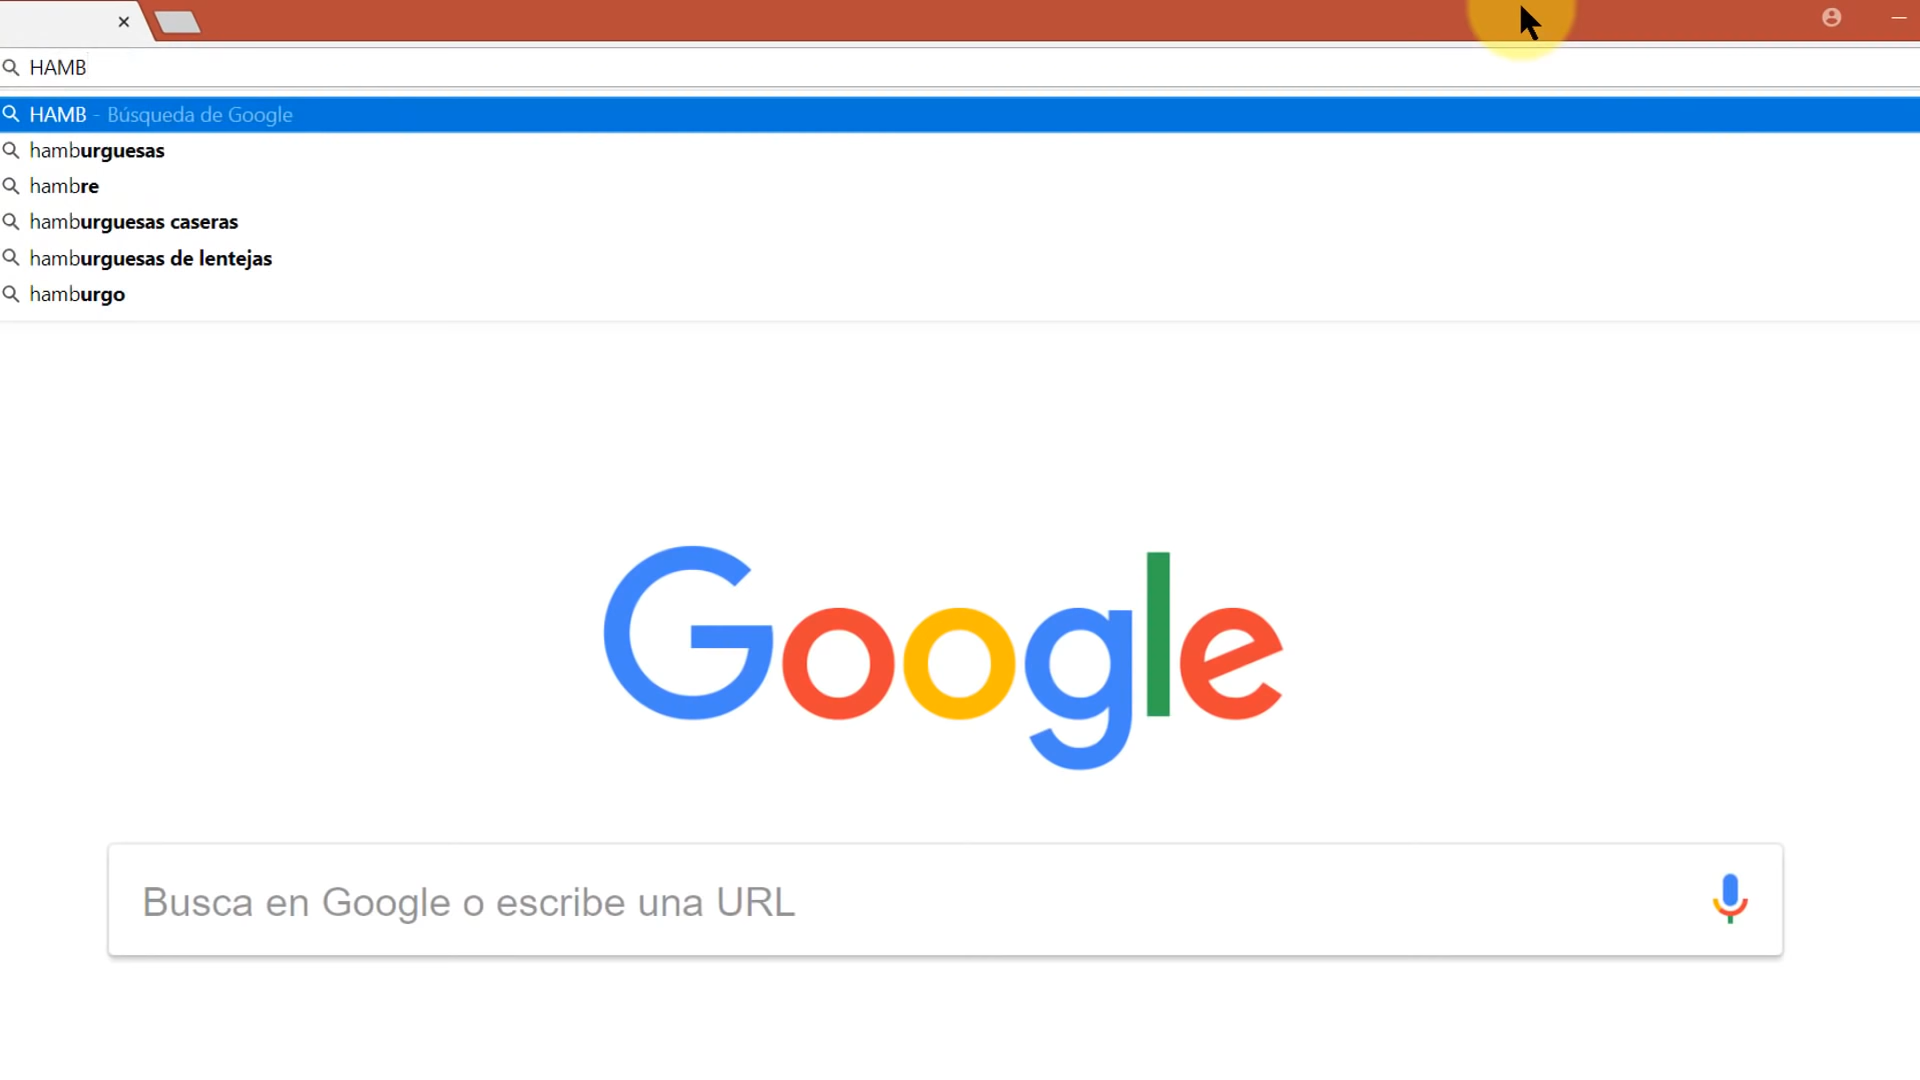 HAMB
HAMB - Búsqueda de Google
hamburguesas
hambre
hamburguesas caseras
hamburguesas de lentejas
hamburgo
Google
Busca en Google o escribe una URL